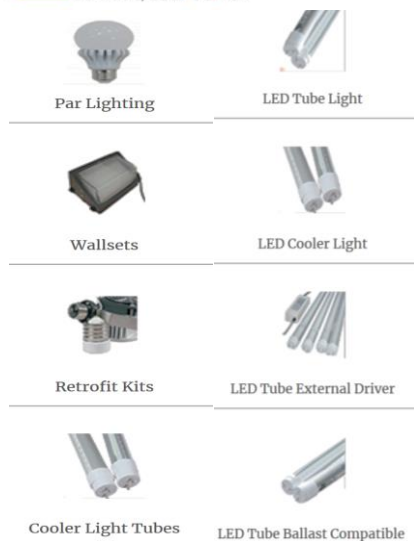 Par Lighting
LED Tube Light
Wallsets
LED Cooler Light
Retrofit Kits
LED Tube External Driver
Cooler Light Tubes
LED Tube Ballast Compatible